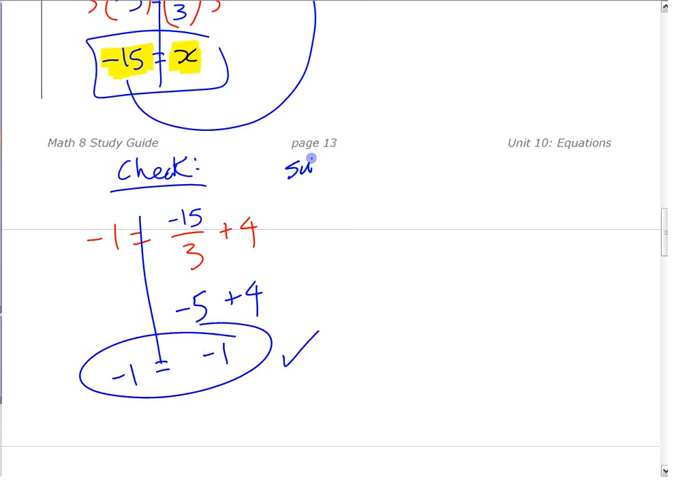 -15 = x
Math 8 Study Guide page 13 Unit 10: Equations
Check:
-1 = -15/3 + 4
-5 + 4
-1 = -1 ✓